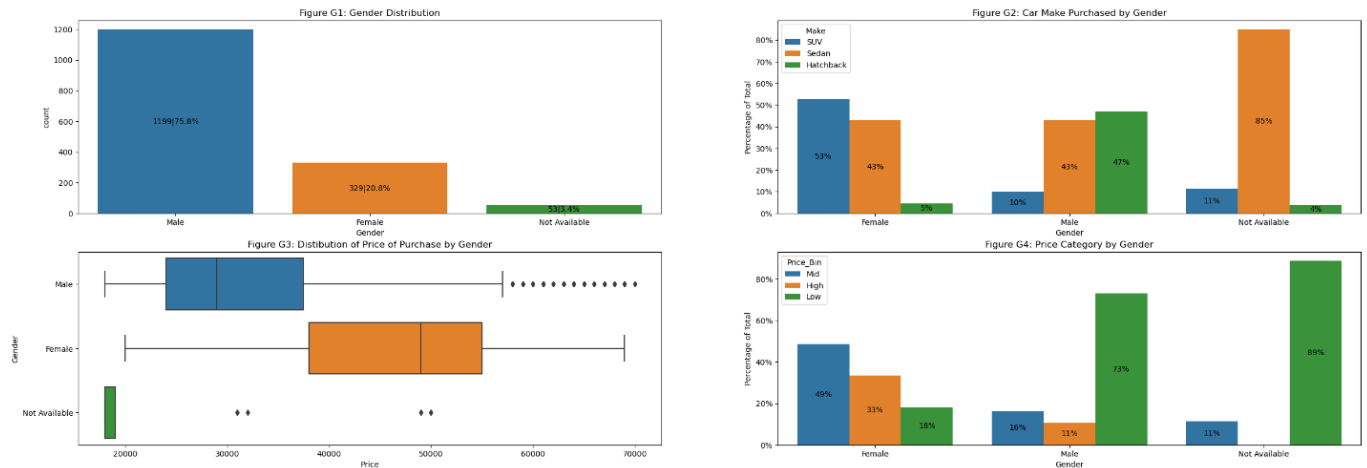 Figure G1: Gender Distribution
1200
1000
800
600
400
200
0
count
1199|75.8%
329|20.8%
53|3.4%
Male
Female
Not Available
Gender
Figure G2: Car Make Purchased by Gender
Make
SUV
Sedan
Hatchback
80%
70%
60%
50%
40%
30%
20%
10%
0%
Percentage of Total
53%
43%
5%
10%
43%
47%
11%
85%
4%
Female
Male
Not Available
Gender
Figure G3: Distibution of Price of Purchase by Gender
Male
Female
Not Available
Gender
20000
30000
40000
50000
60000
70000
Price
Figure G4: Price Category by Gender
Price_Bin
Mid
High
Low
80%
60%
40%
20%
0%
Percentage of Total
49%
33%
18%
16%
11%
73%
11%
89%
Female
Male
Not Available
Gender